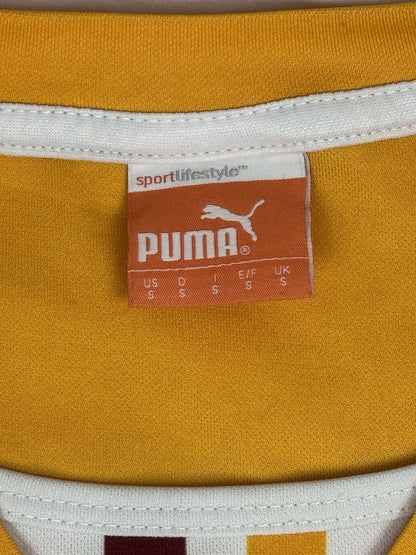 sportlifestyle™
PUMA®
US D I E/F UK
S S S S S